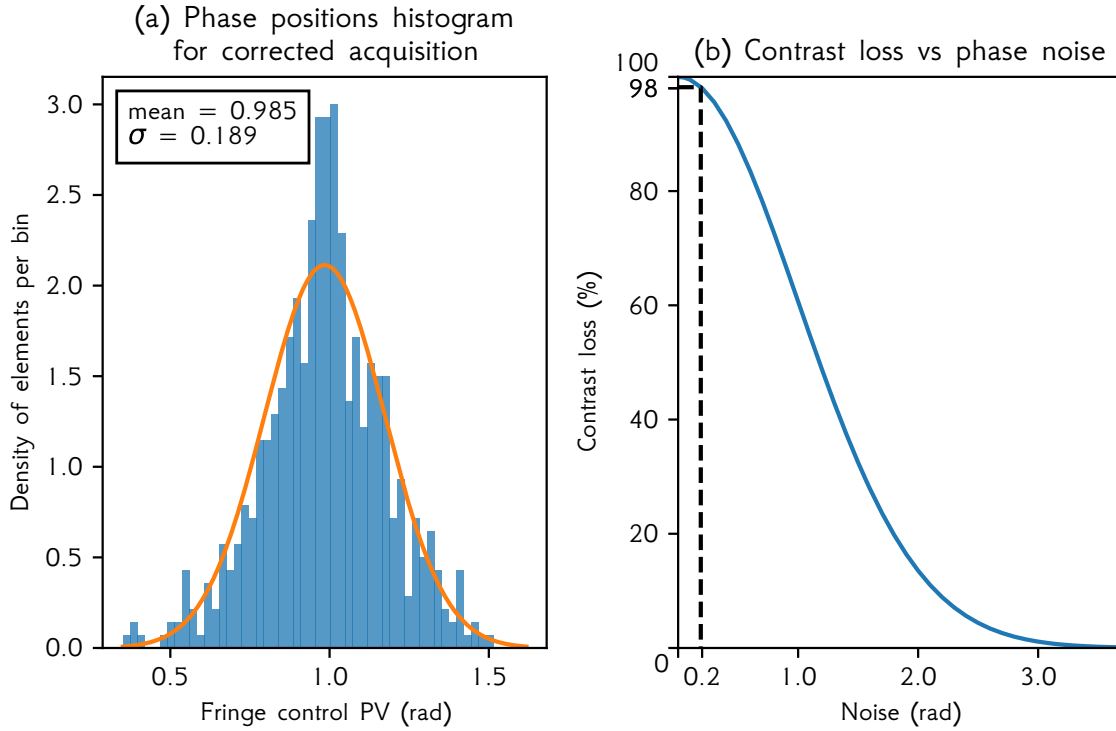 (a) Phase positions histogram
for corrected acquisition
mean = 0.985
σ = 0.189
Density of elements per bin
3.0
2.5
2.0
1.5
1.0
0.5
0.0
0.5
1.0
1.5
Fringe control PV (rad)
(b) Contrast loss vs phase noise
Contrast loss (%)
100
98
80
60
40
20
0
0.2
1.0
2.0
3.0
Noise (rad)